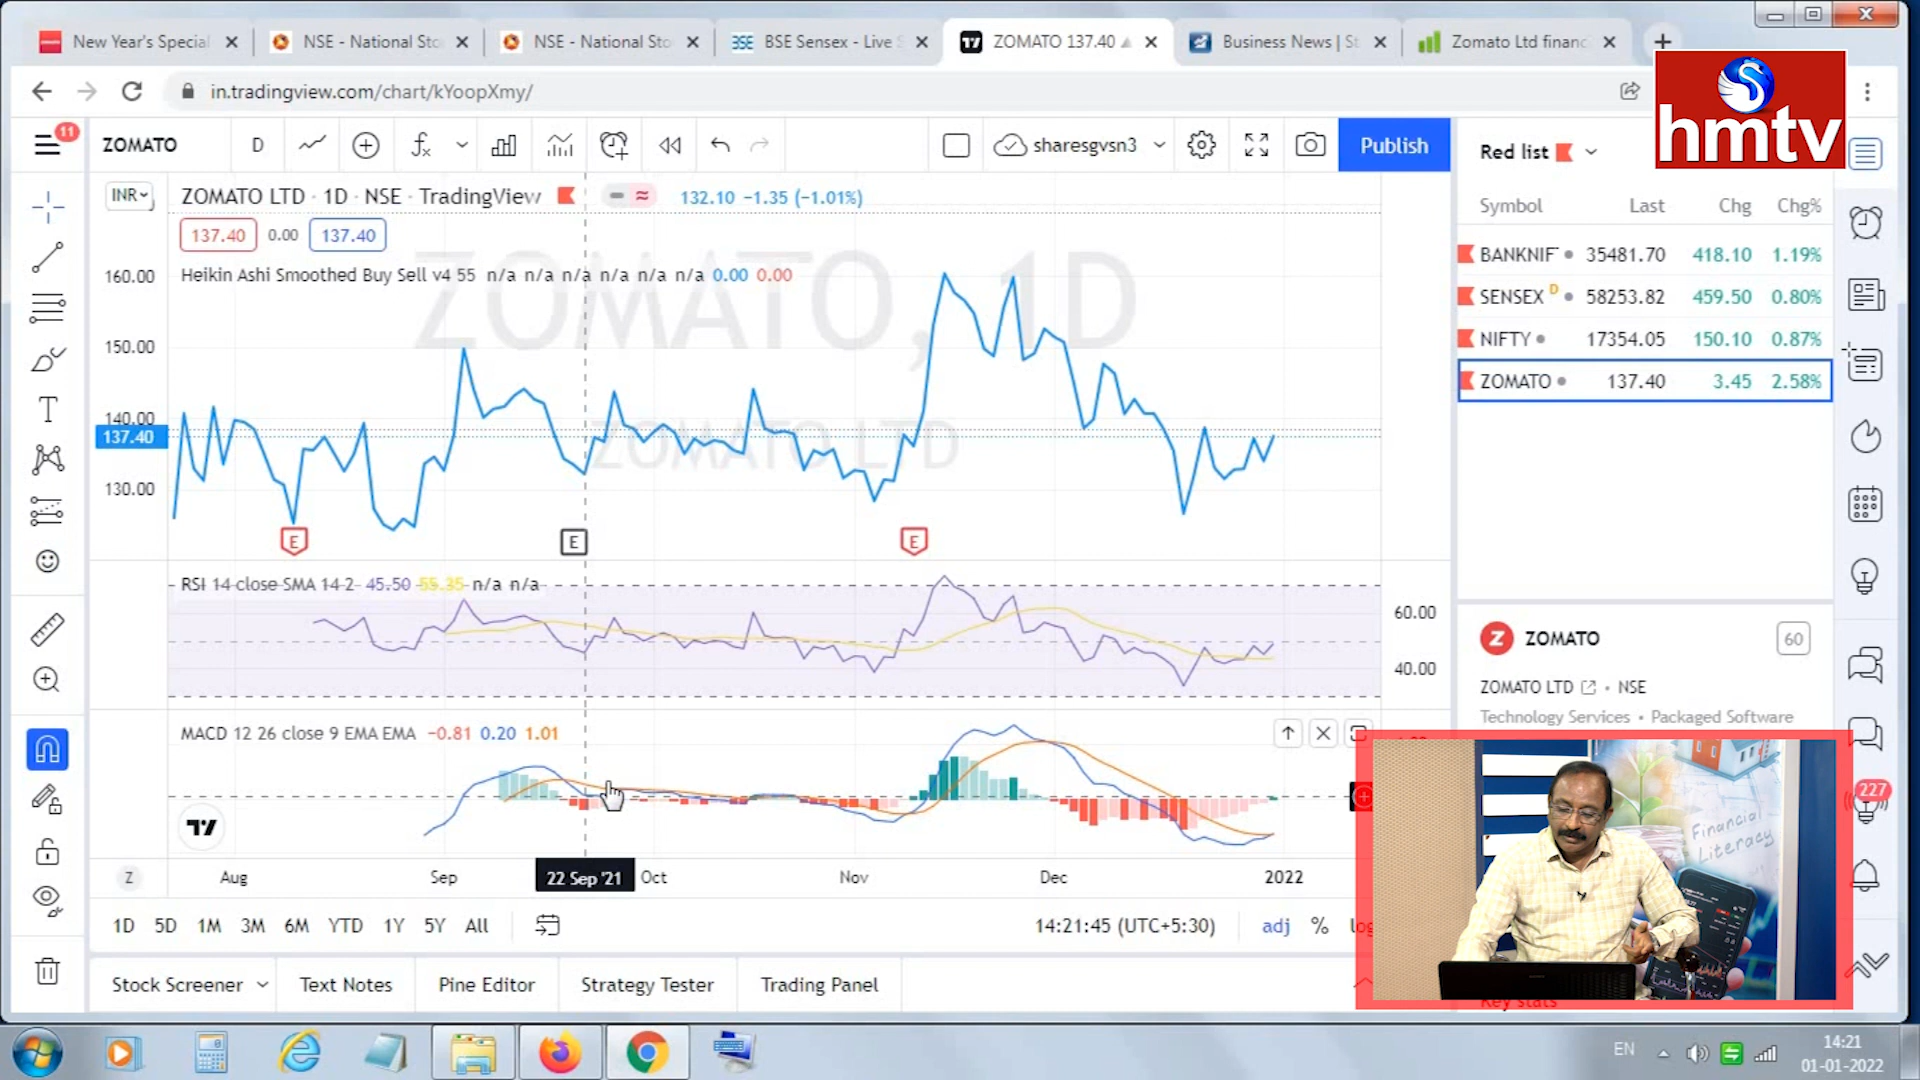 New Year's Special
NSE - National Sto
NSE - National Sto
BSE Sensex - Live S
ZOMATO 137.40
Business News | St
Zomato Ltd financ
in.tradingview.com/chart/kYoopXmy/
hmtv
11
ZOMATO
D
sharesgvsn3
Publish
Red list
INR
ZOMATO LTD · 1D · NSE · TradingView
132.10 −1.35 (−1.01%)
Symbol Last Chg Chg%
137.40 0.00 137.40
Heikin Ashi Smoothed Buy Sell v4 55 n/a n/a n/a n/a n/a n/a 0.00 0.00
BANKNIF 35481.70 418.10 1.19%
SENSEX D 58253.82 459.50 0.80%
NIFTY 17354.05 150.10 0.87%
ZOMATO 137.40 3.45 2.58%
ZOMATO, 1D
ZOMATO LTD
160.00
150.00
140.00
137.40
130.00
E
E
E
RSI 14 close SMA 14 2 45.50 55.35 n/a n/a
60.00
40.00
ZOMATO
60
ZOMATO LTD · NSE
Technology Services • Packaged Software
MACD 12 26 close 9 EMA EMA −0.81 0.20 1.01
Financial
Literacy
227
Z
Aug
Sep
22 Sep '21
Oct
Nov
Dec
2022
1D 5D 1M 3M 6M YTD 1Y 5Y All
14:21:45 (UTC+5:30)
adj % log
Stock Screener
Text Notes
Pine Editor
Strategy Tester
Trading Panel
Key stats
EN
14:21
01-01-2022